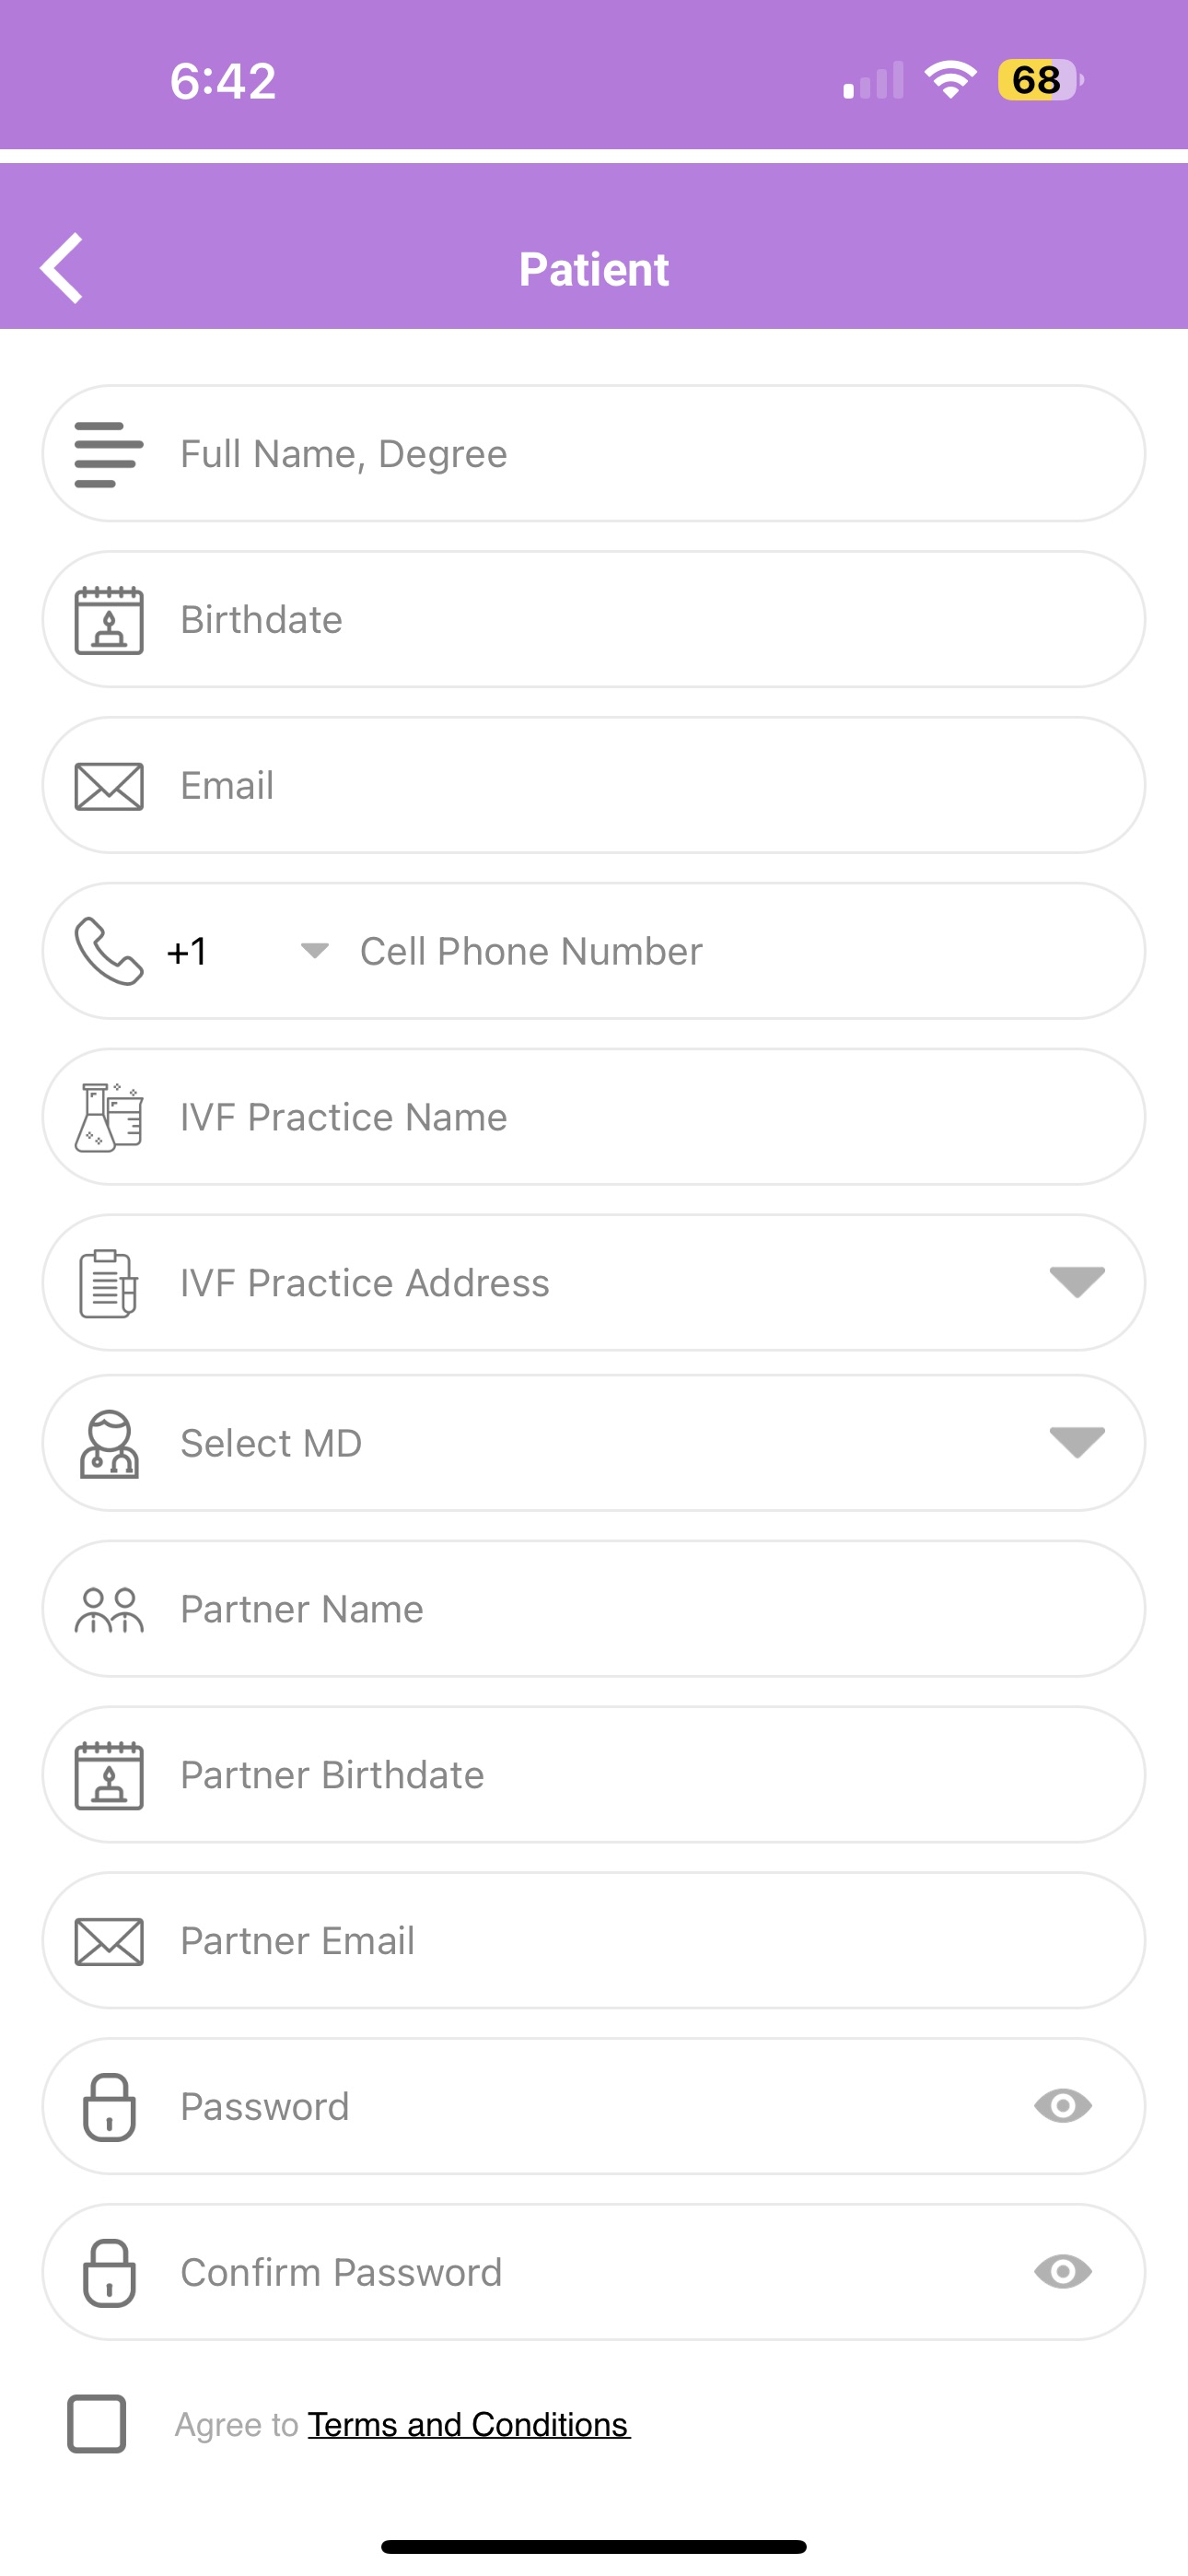 6:42
68
Patient
Full Name, Degree
Birthdate
Email
+1 Cell Phone Number
IVF Practice Name
IVF Practice Address
Select MD
Partner Name
Partner Birthdate
Partner Email
Password
Confirm Password
Agree to Terms and Conditions